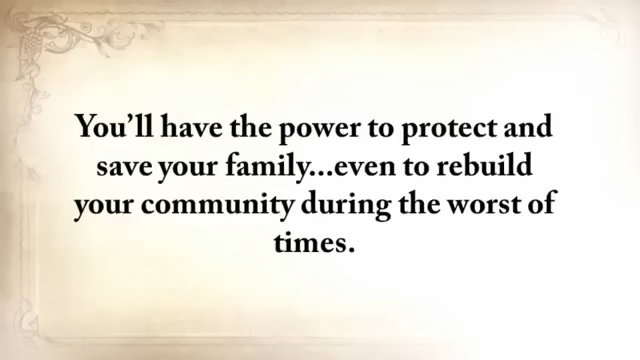 You’ll have the power to protect and
save your family...even to rebuild
your community during the worst of
times.